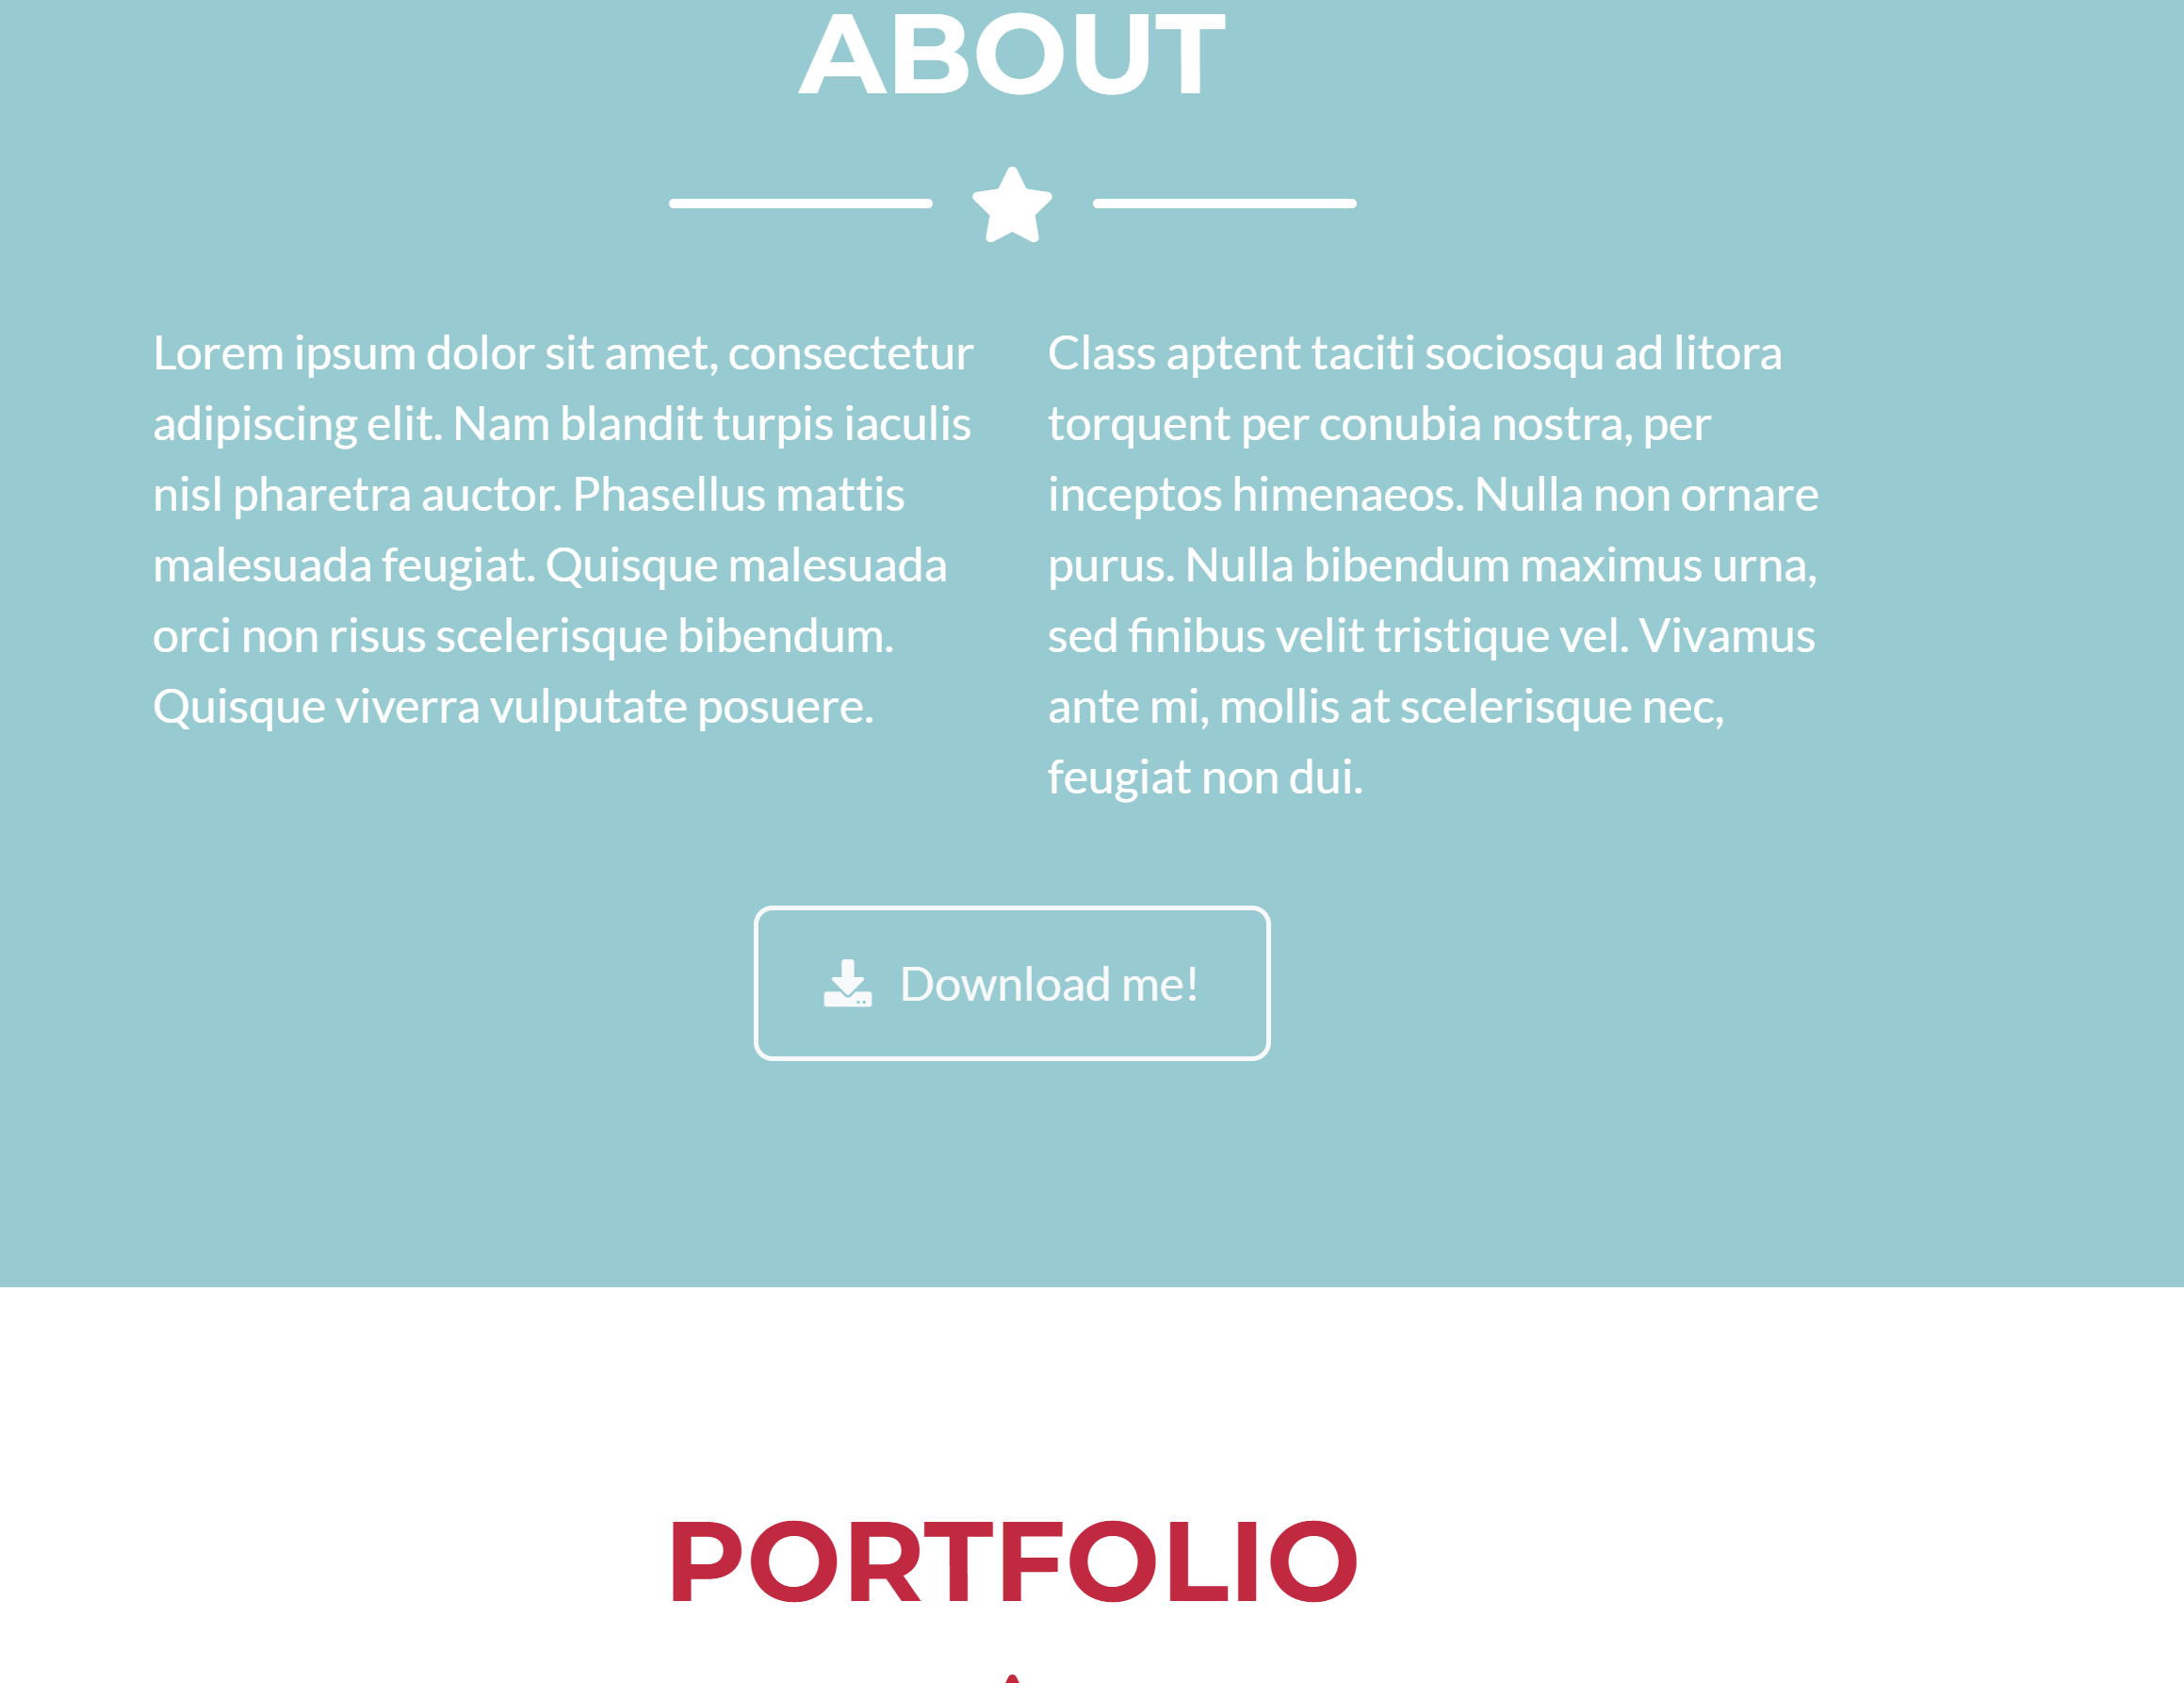 ABOUT
Lorem ipsum dolor sit amet, consectetur
adipiscing elit. Nam blandit turpis iaculis
nisl pharetra auctor. Phasellus mattis
malesuada feugiat. Quisque malesuada
orci non risus scelerisque bibendum.
Quisque viverra vulputate posuere.
Class aptent taciti sociosqu ad litora
torquent per conubia nostra, per
inceptos himenaeos. Nulla non ornare
purus. Nulla bibendum maximus urna,
sed finibus velit tristique vel. Vivamus
ante mi, mollis at scelerisque nec,
feugiat non dui.
Download me!
PORTFOLIO